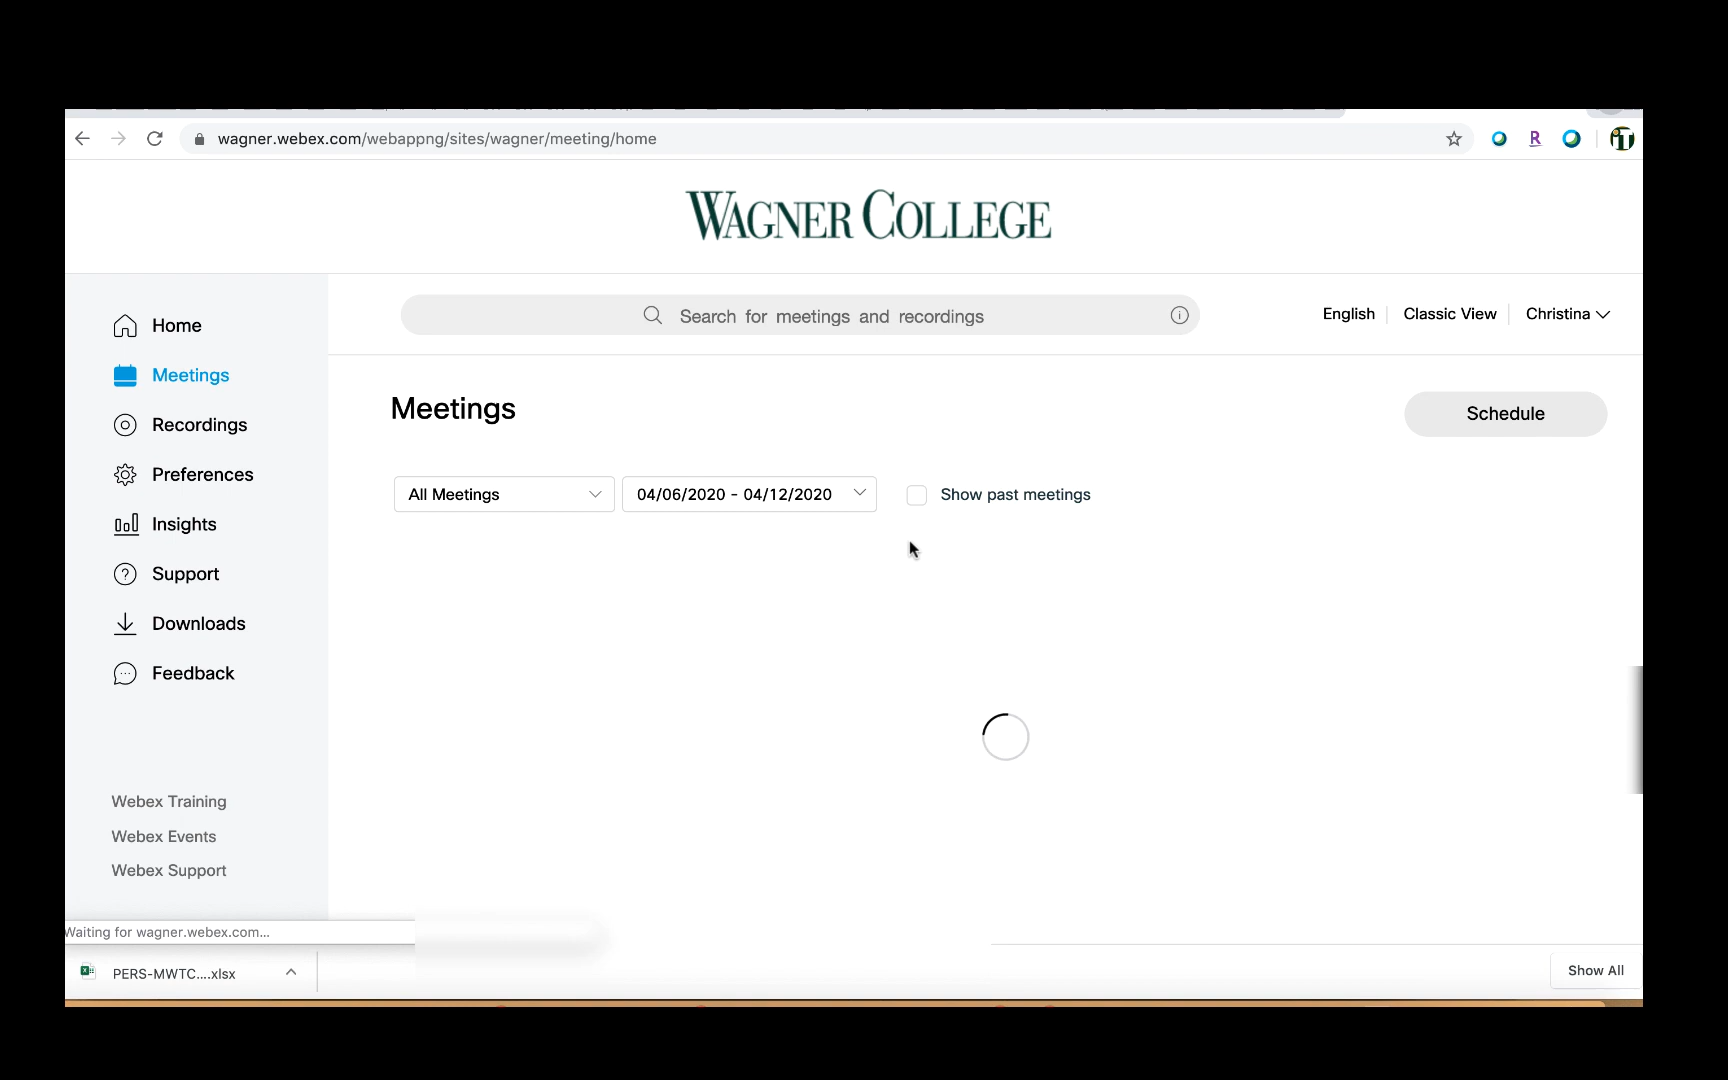 wagner.webex.com/webappng/sites/wagner/meeting/home
R
WAGNER COLLEGE
Search for meetings and recordings
English
Classic View
Christina
Home
Meetings
Recordings
Preferences
Insights
Support
Downloads
Feedback
Meetings
Schedule
All Meetings
04/06/2020 - 04/12/2020
Show past meetings
Webex Training
Webex Events
Webex Support
Waiting for wagner.webex.com...
PERS-MWTC....xlsx
Show All